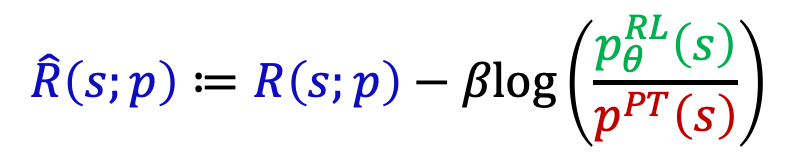 R̂(s; p) ≔ R(s; p) − βlog(p_θ^{RL}(s) / p^{PT}(s))